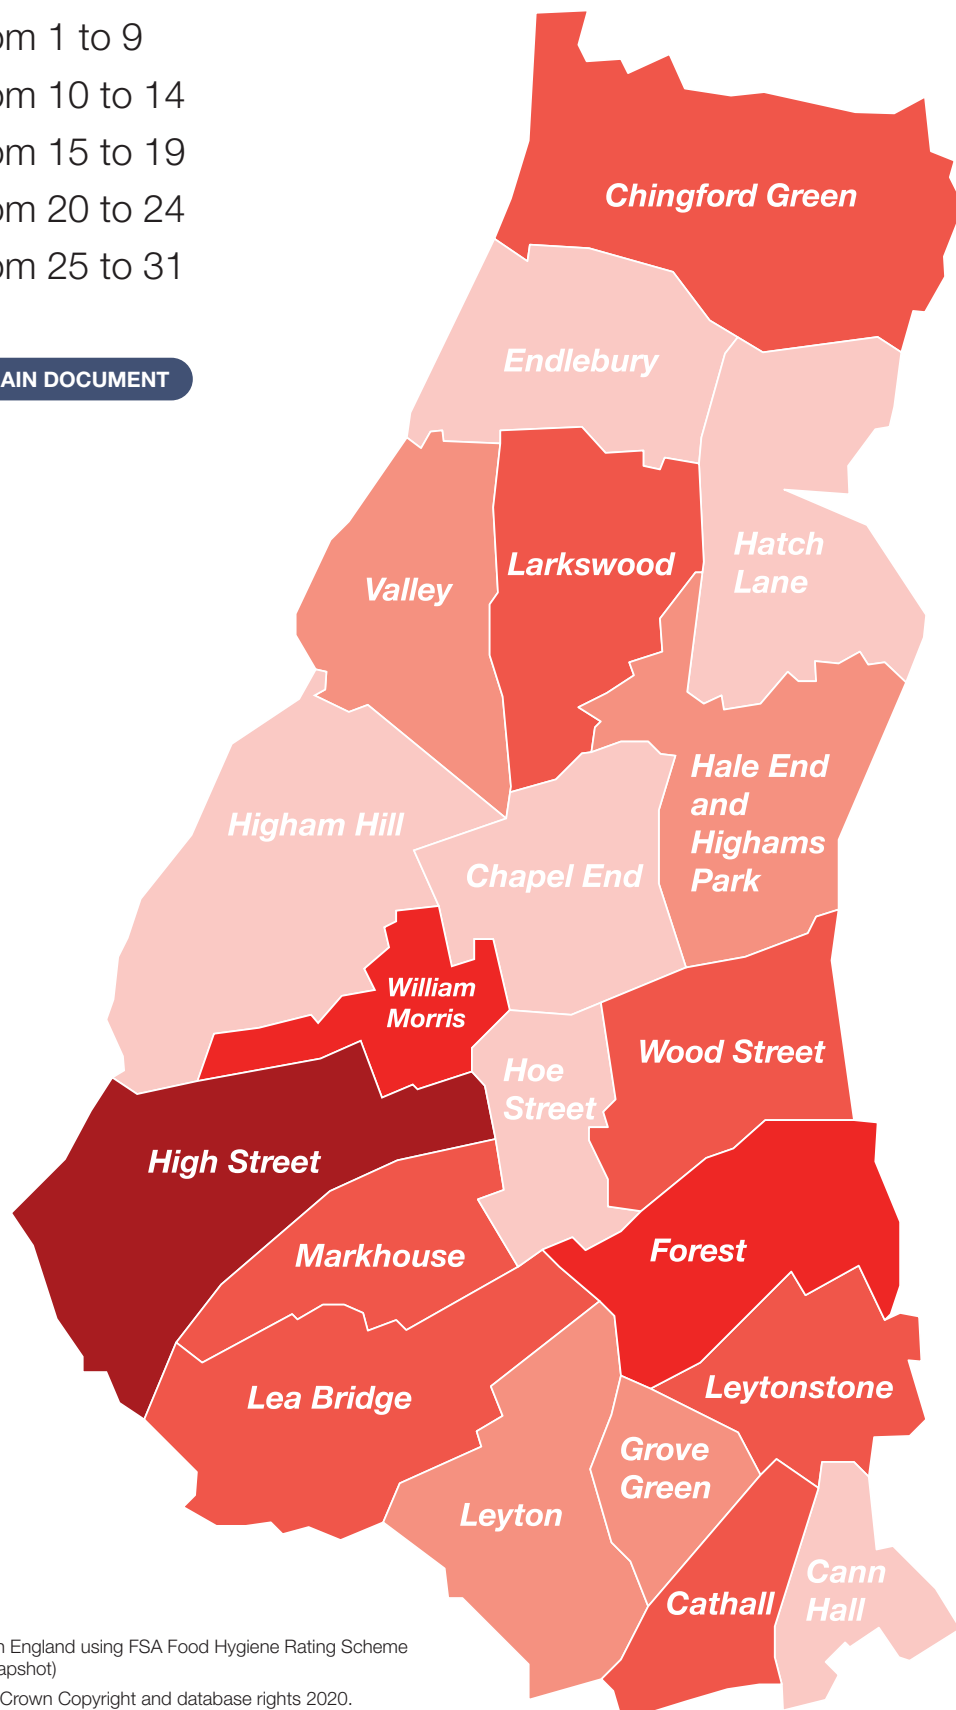 om 1 to 9
om 10 to 14
om 15 to 19
om 20 to 24
om 25 to 31
AIN DOCUMENT
Chingford Green
Endlebury
Hatch
Lane
Larkswood
Valley
Hale End
and
Highams
Park
Higham Hill
Chapel End
William
Morris
Wood Street
Hoe
Street
High Street
Forest
Markhouse
Leytonstone
Lea Bridge
Grove
Green
Leyton
Cann
Hall
Cathall
n England using FSA Food Hygiene Rating Scheme
apshot)
Crown Copyright and database rights 2020.